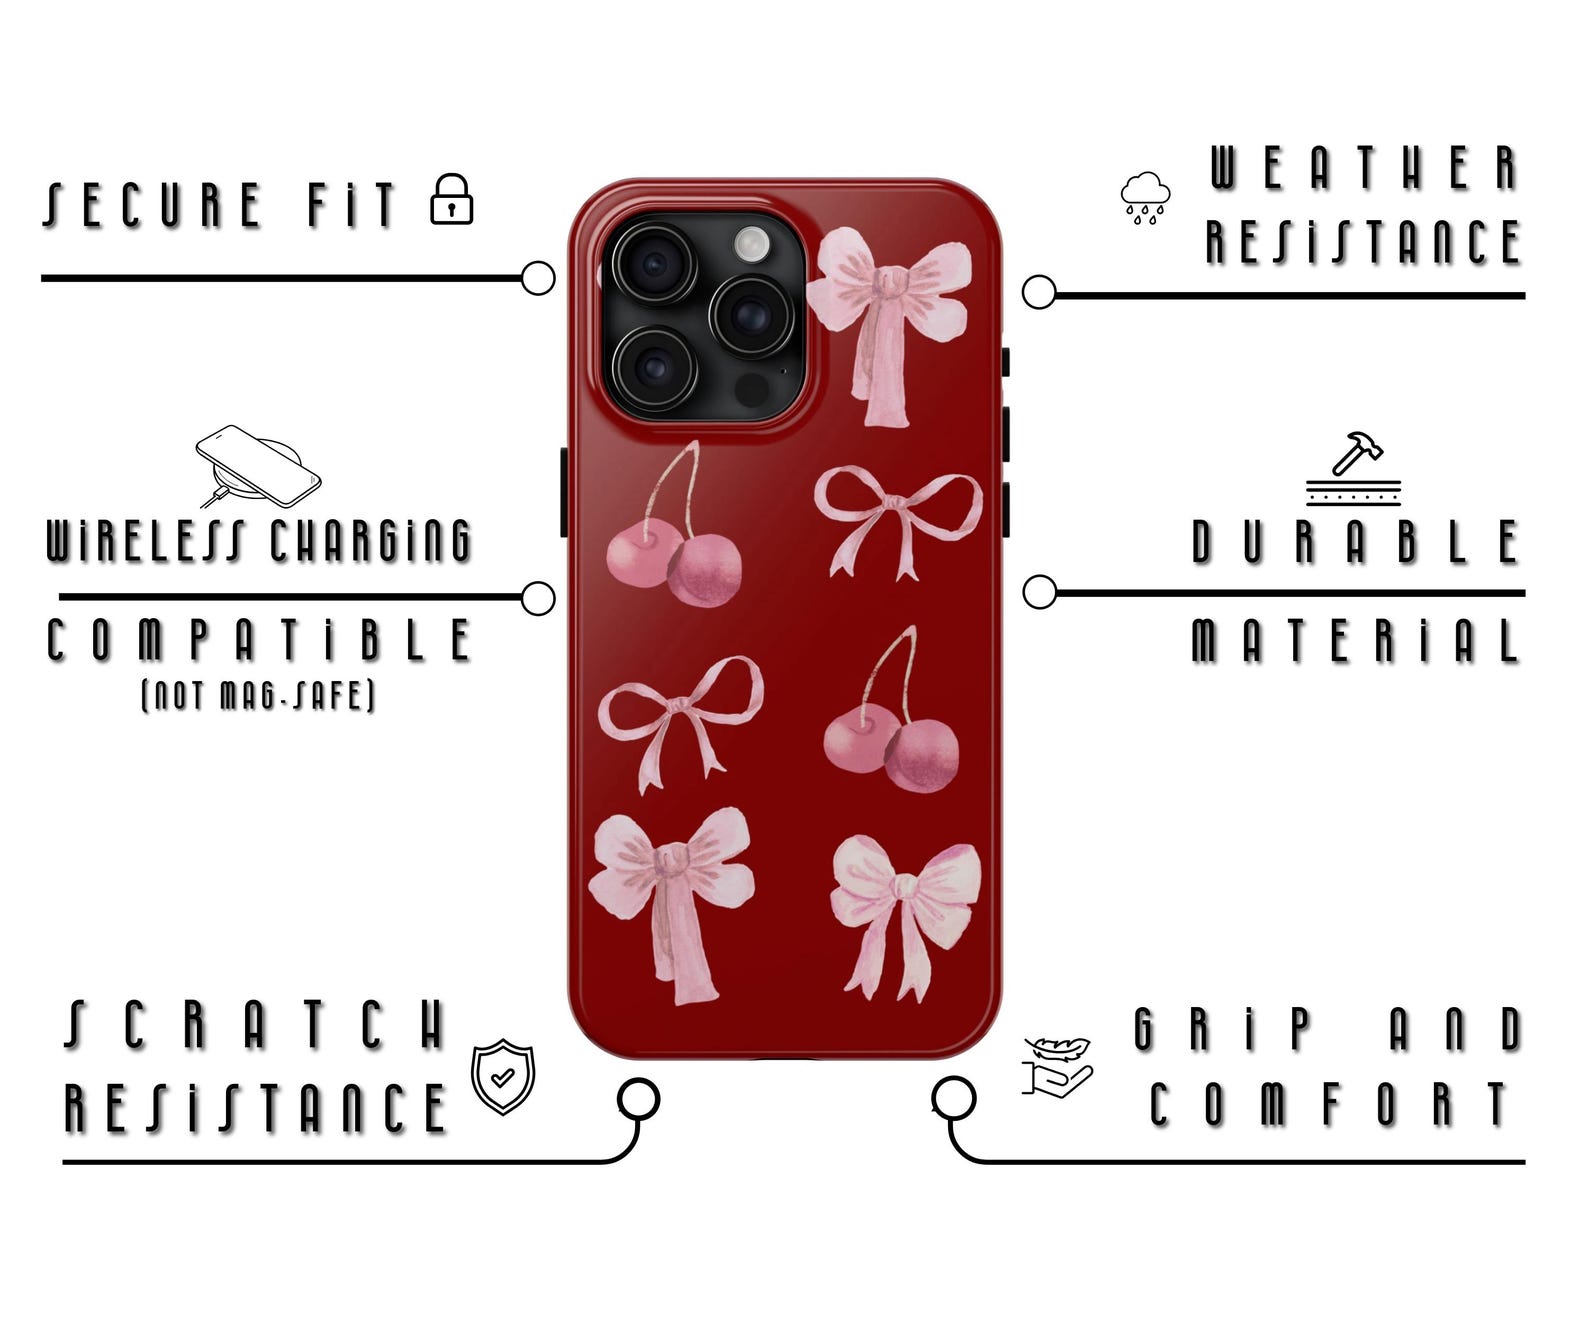 SECURE FiT
WEATHER
RESiSTANCE
WiRELESS CHARGiNG
COMPATiBLE
(NOT MAG-SAFE)
DURABLE
MATERiAL
SCRATCH
RESiSTANCE
GRiP AND
COMFORT